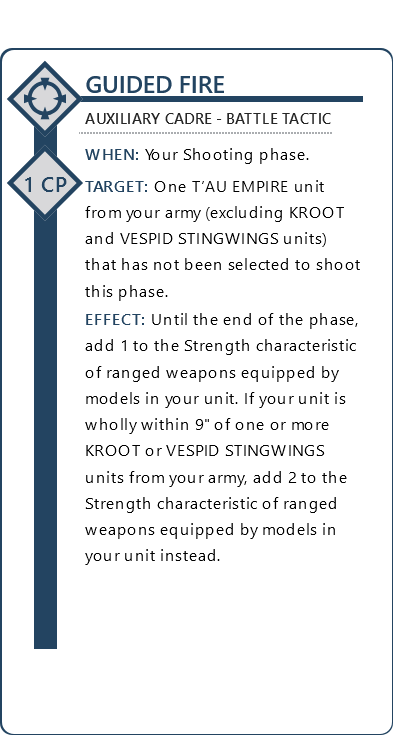 GUIDED FIRE
AUXILIARY CADRE - BATTLE TACTIC
WHEN: Your Shooting phase.
1 CP
TARGET: One T’AU EMPIRE unit
from your army (excluding KROOT
and VESPID STINGWINGS units)
that has not been selected to shoot
this phase.
EFFECT: Until the end of the phase,
add 1 to the Strength characteristic
of ranged weapons equipped by
models in your unit. If your unit is
wholly within 9" of one or more
KROOT or VESPID STINGWINGS
units from your army, add 2 to the
Strength characteristic of ranged
weapons equipped by models in
your unit instead.